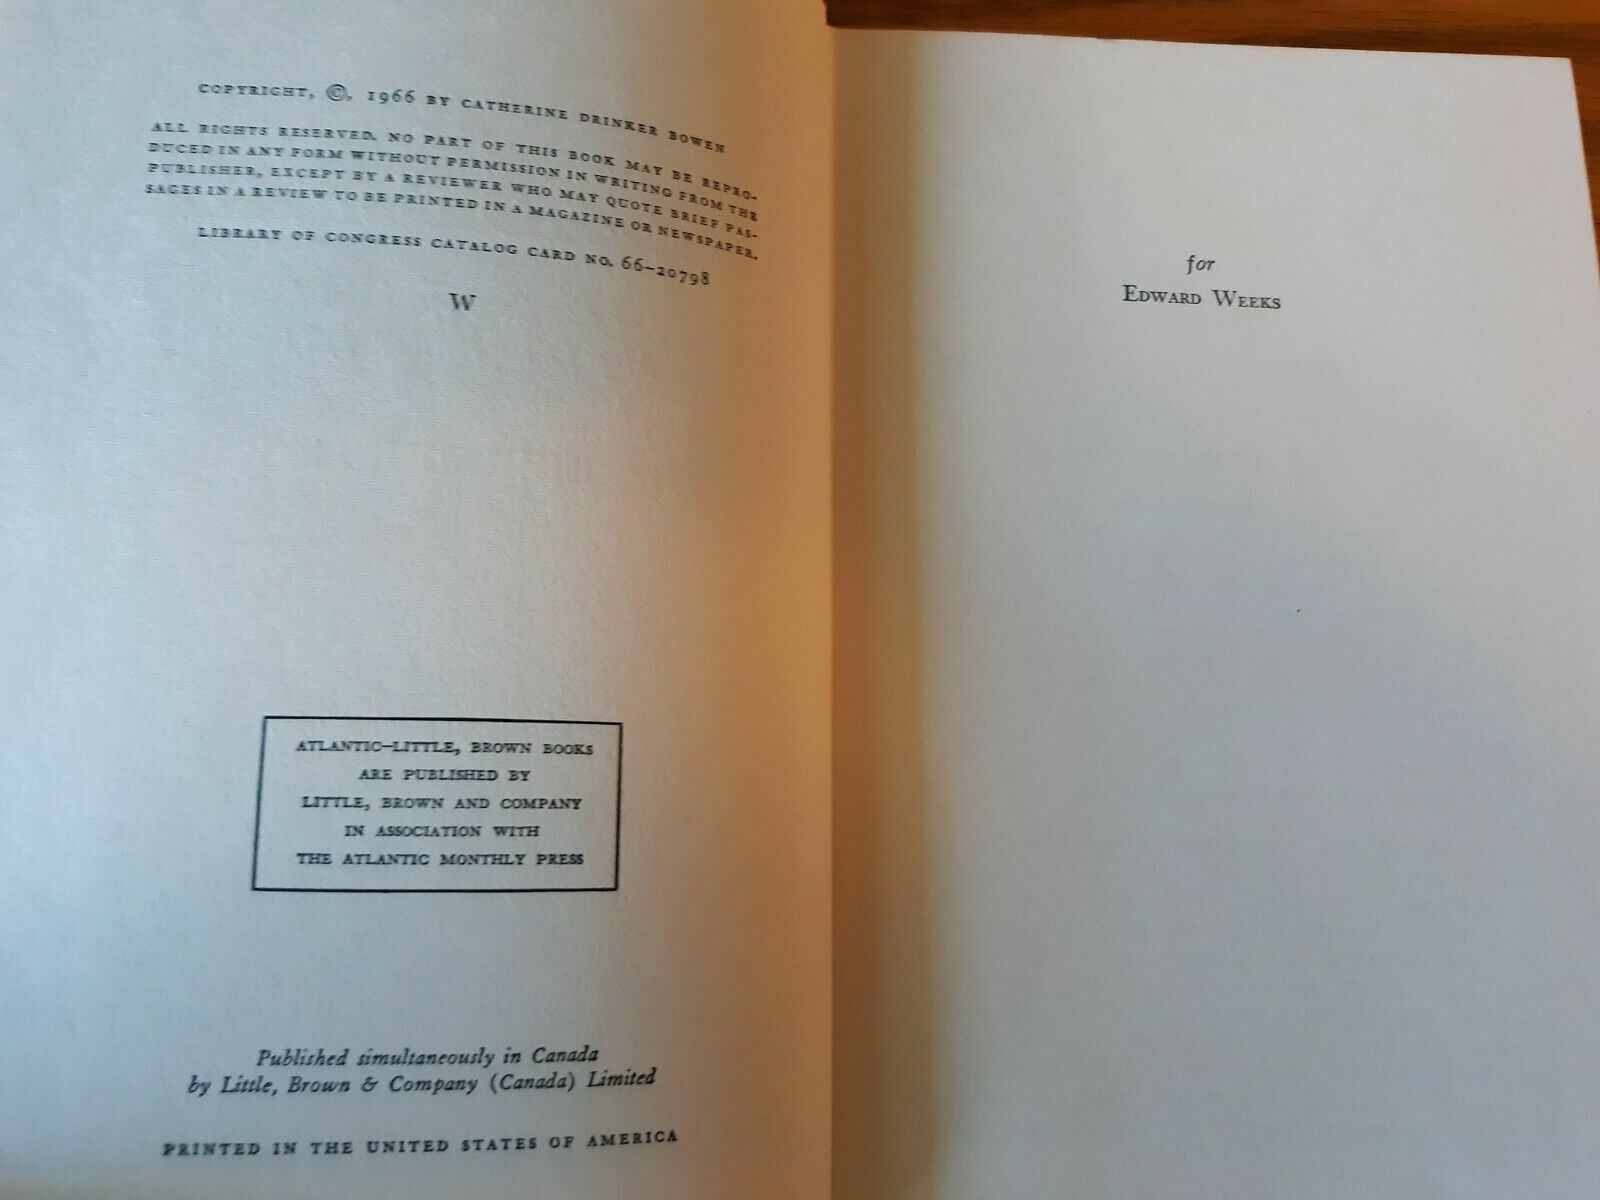 COPYRIGHT, ©, 1966 BY CATHERINE DRINKER BOWEN
ALL RIGHTS RESERVED. NO PART OF THIS BOOK MAY BE REPRO-
DUCED IN ANY FORM WITHOUT PERMISSION IN WRITING FROM THE
PUBLISHER, EXCEPT BY A REVIEWER WHO MAY QUOTE BRIEF PAS-
SAGES IN A REVIEW TO BE PRINTED IN A MAGAZINE OR NEWSPAPER.
LIBRARY OF CONGRESS CATALOG CARD NO. 66-20798
W
ATLANTIC–LITTLE, BROWN BOOKS
ARE PUBLISHED BY
LITTLE, BROWN AND COMPANY
IN ASSOCIATION WITH
THE ATLANTIC MONTHLY PRESS
Published simultaneously in Canada
by Little, Brown & Company (Canada) Limited
PRINTED IN THE UNITED STATES OF AMERICA
for
EDWARD WEEKS